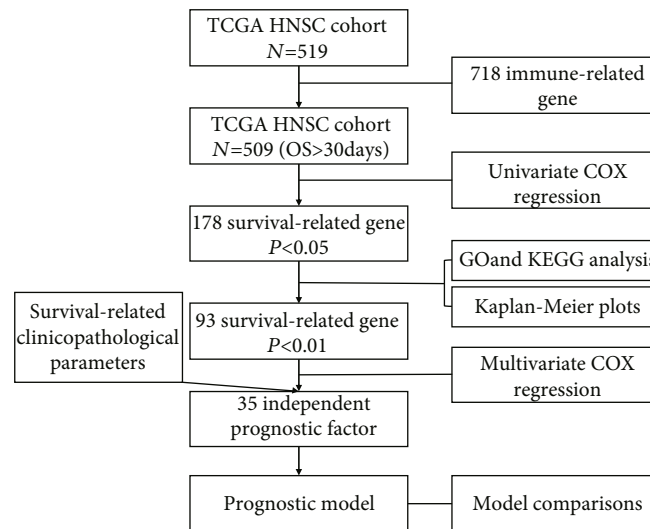 TCGA HNSC cohort
N=519
718 immune-related
gene
TCGA HNSC cohort
N=509 (OS>30days)
Univariate COX
regression
178 survival-related gene
P<0.05
GOand KEGG analysis
Kaplan-Meier plots
Survival-related
clinicopathological
parameters
93 survival-related gene
P<0.01
Multivariate COX
regression
35 independent
prognostic factor
Prognostic model
Model comparisons